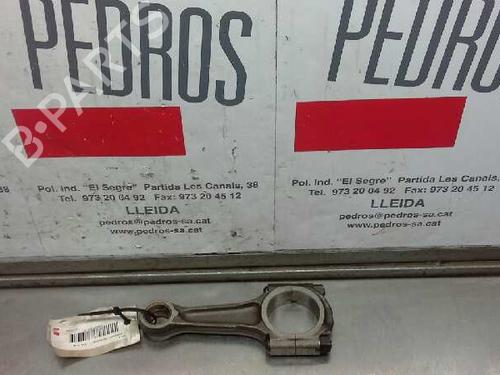 PEDROS
Pol. Ind. "El Segre" Partida Les Canals, 38
Tel. 973 20 04 92 Fax: 973 20 45 12
LLEIDA
pedros@pedros-sa.cat
www.pedros-sa.cat
PEDROS
Pol. Ind. "El Segre" Partida Les Canals,
Tel. 973 20 04 92 Fax: 973 20 45 12
LLEIDA
pedros@pedros-sa.cat
www.pedros-sa.cat
38
12
B-PARTS